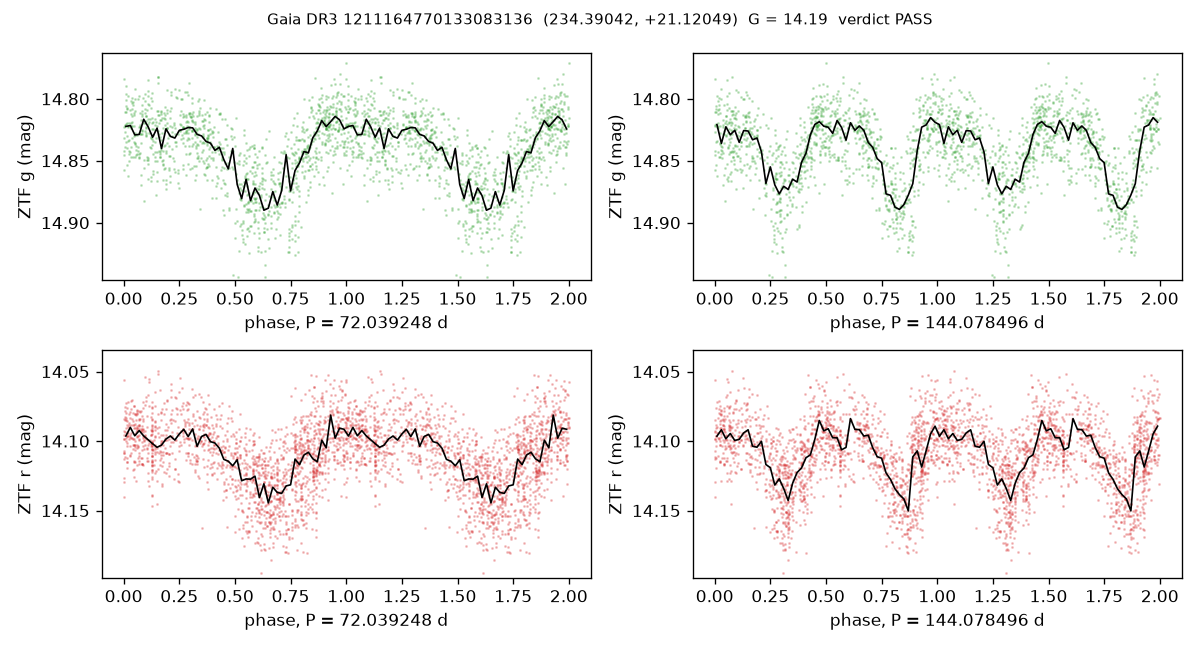 Gaia DR3 1211164770133083136  (234.39042, +21.12049)  G = 14.19  verdict PASS
ZTF g (mag)
14.80
14.85
14.90
0.00 0.25 0.50 0.75 1.00 1.25 1.50 1.75 2.00
phase, P = 72.039248 d
ZTF g (mag)
14.80
14.85
14.90
0.00 0.25 0.50 0.75 1.00 1.25 1.50 1.75 2.00
phase, P = 144.078496 d
ZTF r (mag)
14.05
14.10
14.15
0.00 0.25 0.50 0.75 1.00 1.25 1.50 1.75 2.00
phase, P = 72.039248 d
ZTF r (mag)
14.05
14.10
14.15
0.00 0.25 0.50 0.75 1.00 1.25 1.50 1.75 2.00
phase, P = 144.078496 d